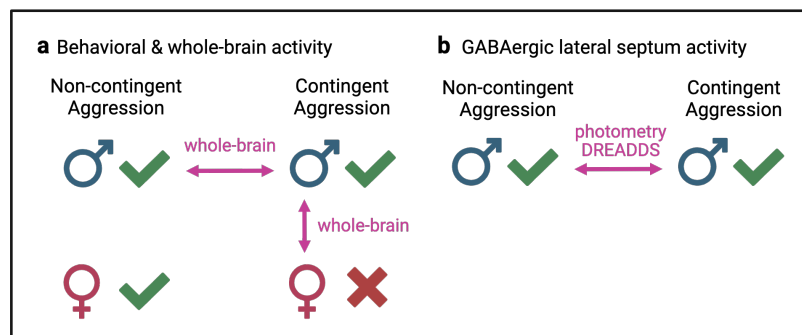 a Behavioral & whole-brain activity
Non-contingent
Aggression
Contingent
Aggression
whole-brain
whole-brain
b GABAergic lateral septum activity
Non-contingent
Aggression
Contingent
Aggression
photometry
DREADDS